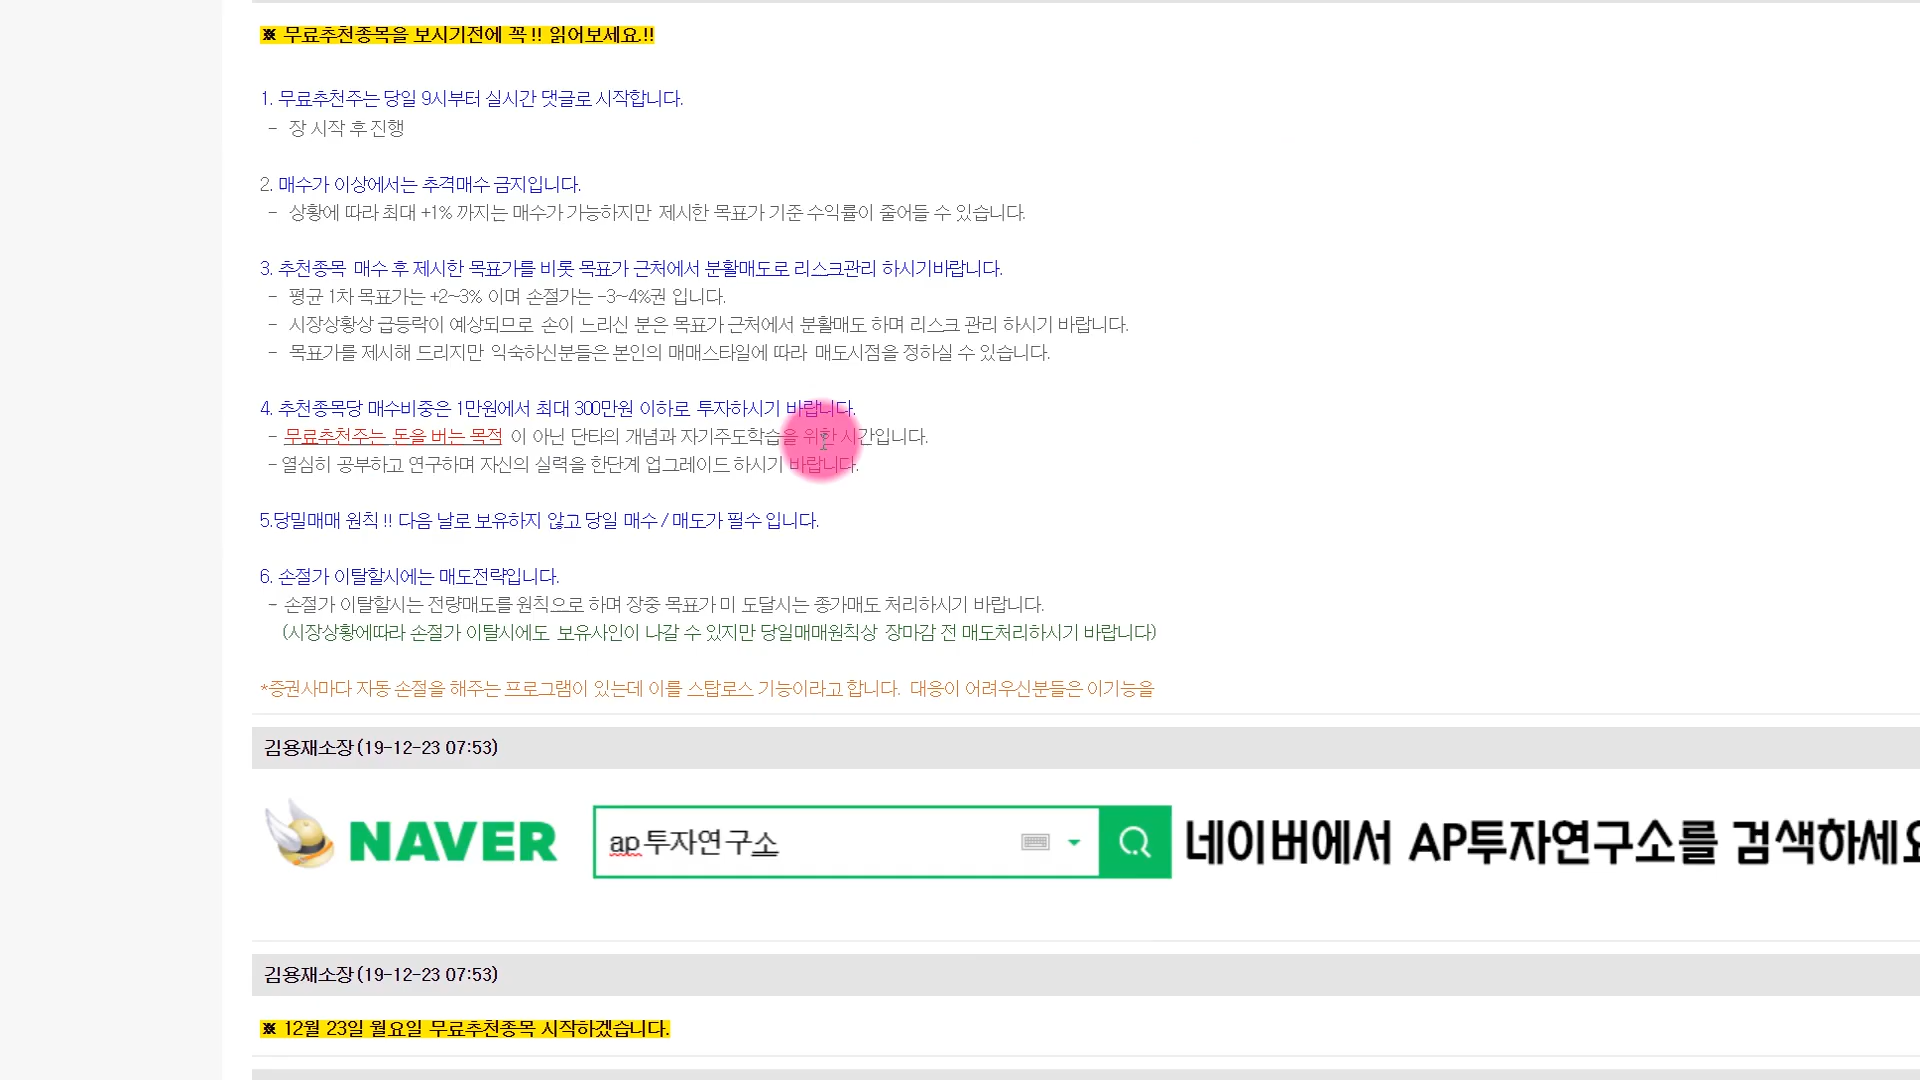 ※ 무료추천종목을 보시기전에 꼭 !! 읽어보세요.!!
1. 무료추천주는 당일 9시부터 실시간 댓글로 시작합니다.
- 장 시작 후 진행
2. 매수가 이상에서는 추격매수 금지입니다.
- 상황에 따라 최대 +1% 까지는 매수가 가능하지만 제시한 목표가 기준 수익률이 줄어들 수 있습니다.
3. 추천종목 매수 후 제시한 목표가를 비롯 목표가 근처에서 분활매도로 리스크관리 하시기바랍니다.
- 평균 1차 목표가는 +2~3% 이며 손절가는 -3~4%권 입니다.
- 시장상황상 급등락이 예상되므로 손이 느리신 분은 목표가 근처에서 분활매도 하며 리스크 관리 하시기 바랍니다.
- 목표가를 제시해 드리지만 익숙하신분들은 본인의 매매스타일에 따라 매도시점을 정하실 수 있습니다.
4. 추천종목당 매수비중은 1만원에서 최대 300만원 이하로 투자하시기 바랍니다.
- 무료추천주는 돈을 버는 목적 이 아닌 단타의 개념과 자기주도학습을 위한 시간입니다.
- 열심히 공부하고 연구하며 자신의 실력을 한단계 업그레이드 하시기 바랍니다.
5.당밀매매 원칙 !! 다음 날로 보유하지 않고 당일 매수 / 매도가 필수 입니다.
6. 손절가 이탈할시에는 매도전략입니다.
- 손절가 이탈할시는 전량매도를 원칙으로 하며 장중 목표가 미 도달시는 종가매도 처리하시기 바랍니다.
(시장상황에따라 손절가 이탈시에도 보유사인이 나갈 수 있지만 당일매매원칙상 장마감 전 매도처리하시기 바랍니다)
*증권사마다 자동 손절을 해주는 프로그램이 있는데 이를 스탑로스 기능이라고 합니다. 대응이 어려우신분들은 이기능을
김용재소장 (19-12-23 07:53)
NAVER ap투자연구소 네이버에서 AP투자연구소를 검색하세요
김용재소장 (19-12-23 07:53)
※ 12월 23일 월요일 무료추천종목 시작하겠습니다.